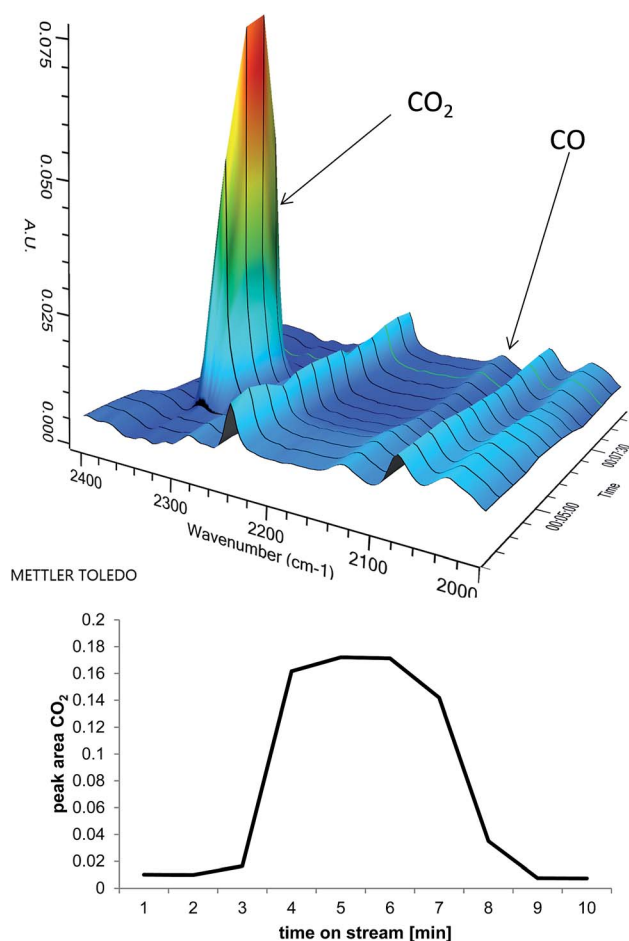 0.075
CO₂
CO
0.050
A.U.
0.025
0.000
2400
2300
2200
2100
2000
Wavenumber (cm-1)
00:05:00
00:07:30
Time
METTLER TOLEDO
0.2
0.18
0.16
0.14
0.12
0.1
0.08
0.06
0.04
0.02
0
peak area CO₂
1 2 3 4 5 6 7 8 9 10
time on stream [min]